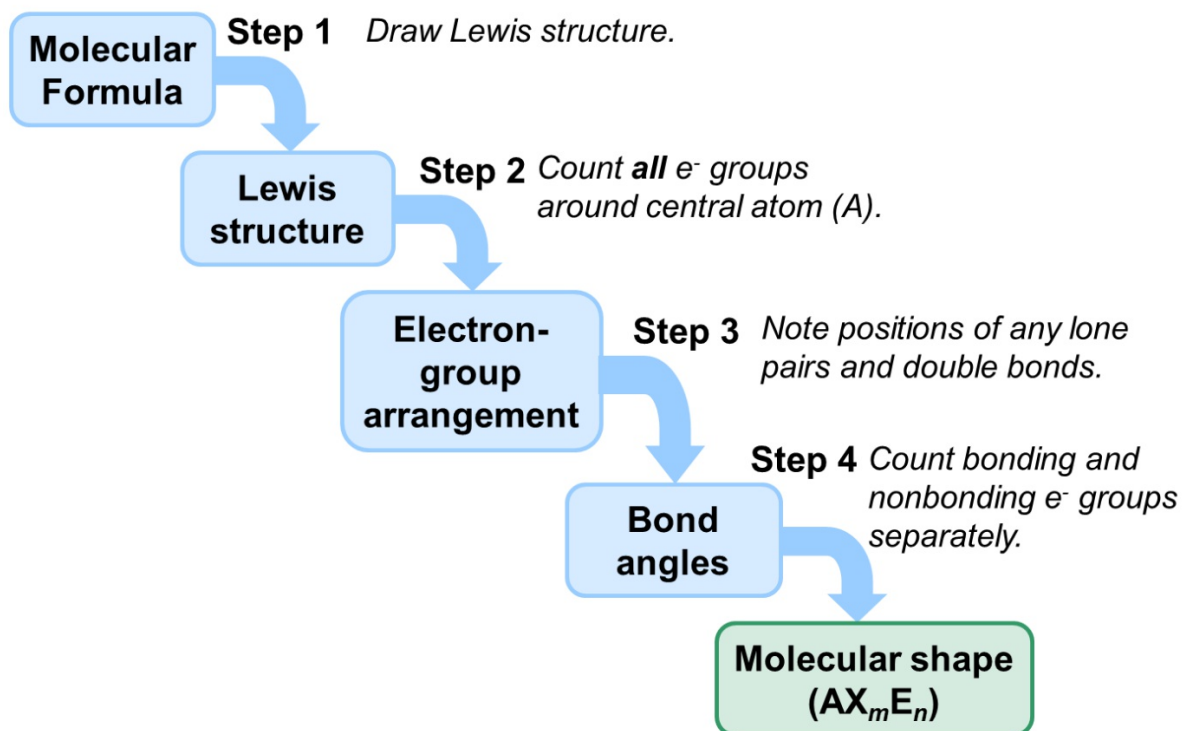 Molecular
Formula
Step 1 Draw Lewis structure.
Lewis
structure
Step 2 Count all e⁻ groups
around central atom (A).
Electron-
group
arrangement
Step 3 Note positions of any lone
pairs and double bonds.
Bond
angles
Step 4 Count bonding and
nonbonding e⁻ groups
separately.
Molecular shape
(AXₘEₙ)